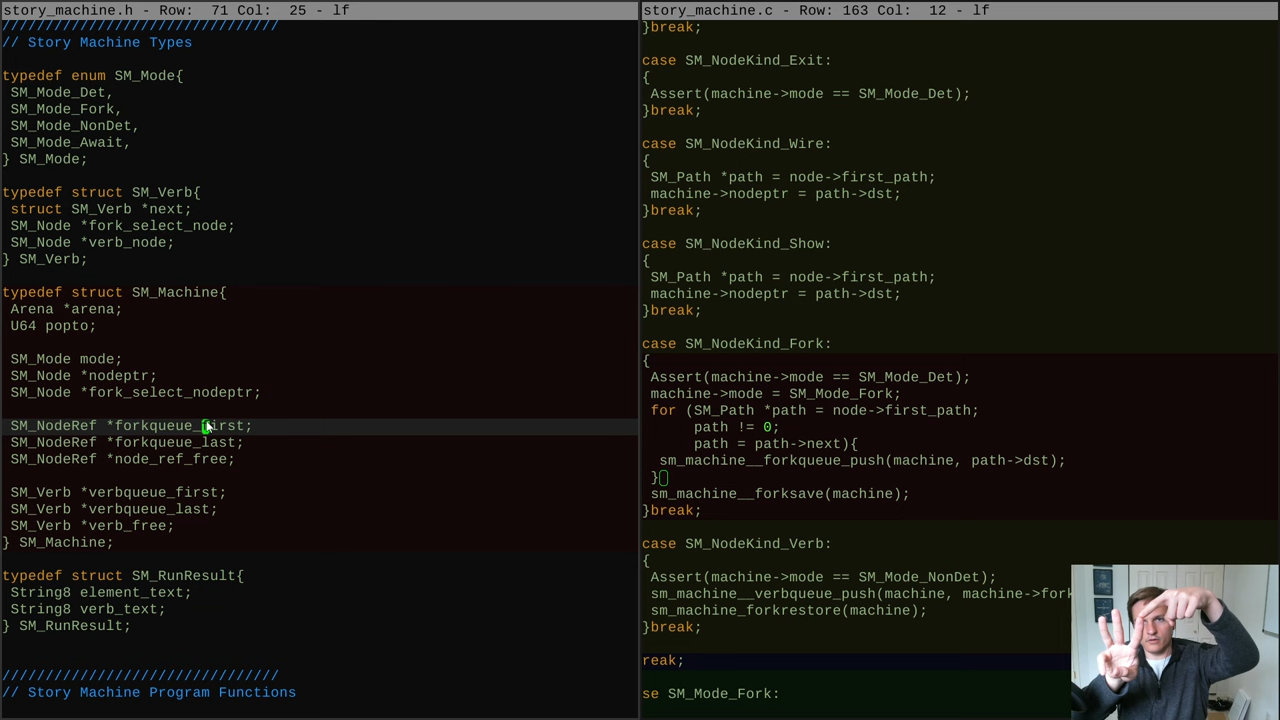 story_machine.h - Row:  71 Col:  25 - lf
////////////////////////////////
// Story Machine Types
typedef enum SM_Mode{
SM_Mode_Det,
SM_Mode_Fork,
SM_Mode_NonDet,
SM_Mode_Await,
} SM_Mode;
typedef struct SM_Verb{
struct SM_Verb *next;
SM_Node *fork_select_node;
SM_Node *verb_node;
} SM_Verb;
typedef struct SM_Machine{
Arena *arena;
U64 popto;
SM_Mode mode;
SM_Node *nodeptr;
SM_Node *fork_select_nodeptr;
SM_NodeRef *forkqueue_first;
SM_NodeRef *forkqueue_last;
SM_NodeRef *node_ref_free;
SM_Verb *verbqueue_first;
SM_Verb *verbqueue_last;
SM_Verb *verb_free;
} SM_Machine;
typedef struct SM_RunResult{
String8 element_text;
String8 verb_text;
} SM_RunResult;
////////////////////////////////
// Story Machine Program Functions
story_machine.c - Row: 163 Col:  12 - lf
}break;
case SM_NodeKind_Exit:
{
Assert(machine->mode == SM_Mode_Det);
}break;
case SM_NodeKind_Wire:
{
SM_Path *path = node->first_path;
machine->nodeptr = path->dst;
}break;
case SM_NodeKind_Show:
{
SM_Path *path = node->first_path;
machine->nodeptr = path->dst;
}break;
case SM_NodeKind_Fork:
{
Assert(machine->mode == SM_Mode_Det);
machine->mode = SM_Mode_Fork;
for (SM_Path *path = node->first_path;
path != 0;
path = path->next){
sm_machine__forkqueue_push(machine, path->dst);
}
sm_machine__forksave(machine);
}break;
case SM_NodeKind_Verb:
{
Assert(machine->mode == SM_Mode_NonDet);
sm_machine__verbqueue_push(machine, machine->fork
sm_machine_forkrestore(machine);
}break;
reak;
se SM_Mode_Fork: